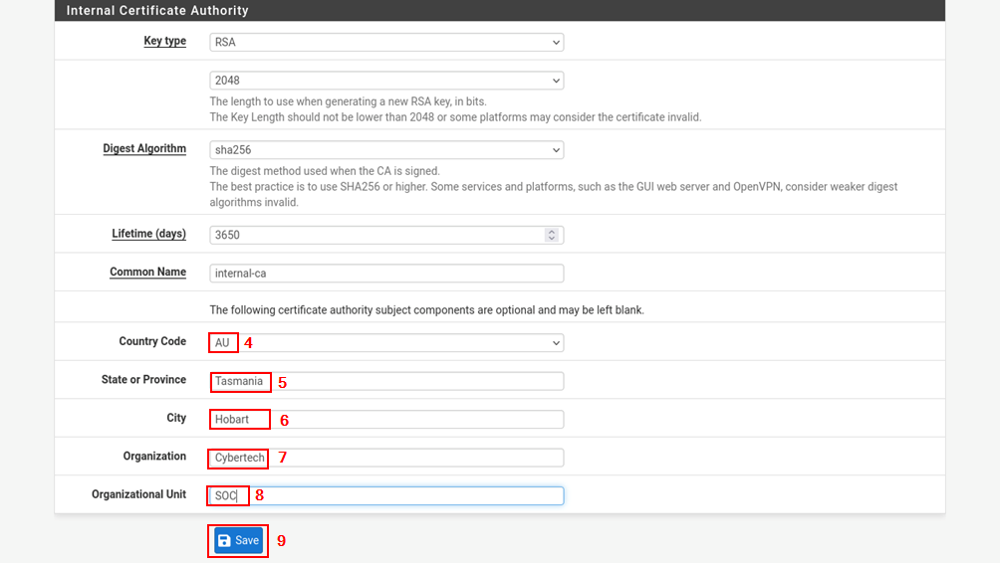 Internal Certificate Authority
Key type RSA
2048
The length to use when generating a new RSA key, in bits.
The Key Length should not be lower than 2048 or some platforms may consider the certificate invalid.
Digest Algorithm sha256
The digest method used when the CA is signed.
The best practice is to use SHA256 or higher. Some services and platforms, such as the GUI web server and OpenVPN, consider weaker digest
algorithms invalid.
Lifetime (days) 3650
Common Name internal-ca
The following certificate authority subject components are optional and may be left blank.
Country Code AU 4
State or Province Tasmania 5
City Hobart 6
Organization Cybertech 7
Organizational Unit SOC 8
Save 9